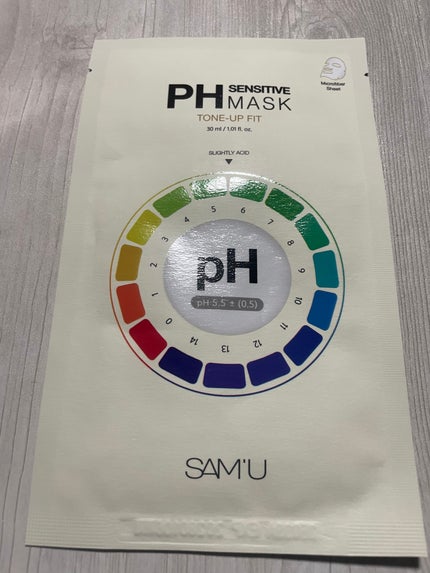 PH SENSITIVE MASK
TONE-UP FIT
30 ml / 1.01 fl. oz.
Microfiber
Sheet
SLIGHTLY ACID
0
1
2
3
4
5
6
7
8
9
10
11
12
13
14
pH
pH 5.5 ± (0.5)
SAM'U